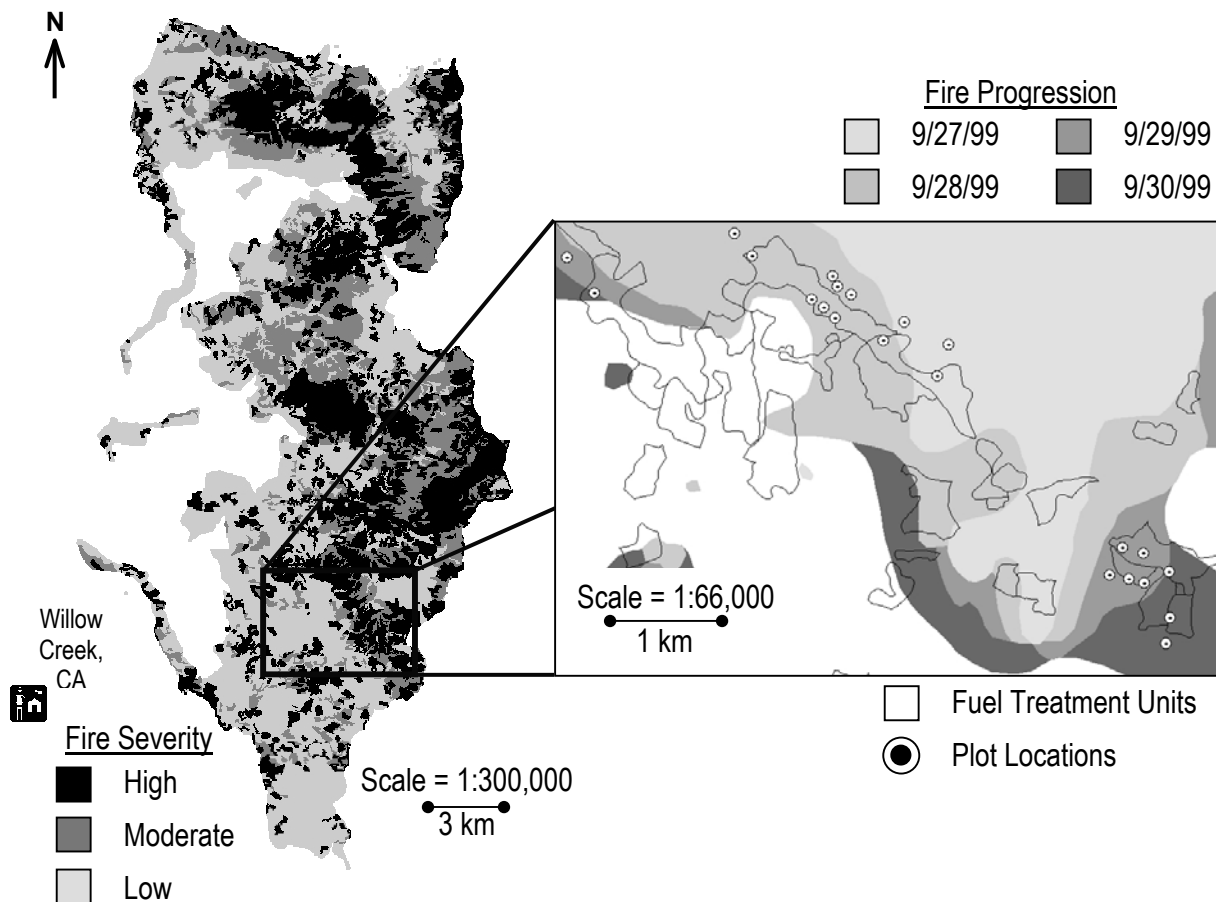 N
Fire Progression
9/27/99
9/29/99
9/28/99
9/30/99
Scale = 1:66,000
1 km
Willow
Creek,
CA
Fuel Treatment Units
Plot Locations
Fire Severity
High
Moderate
Low
Scale = 1:300,000
3 km